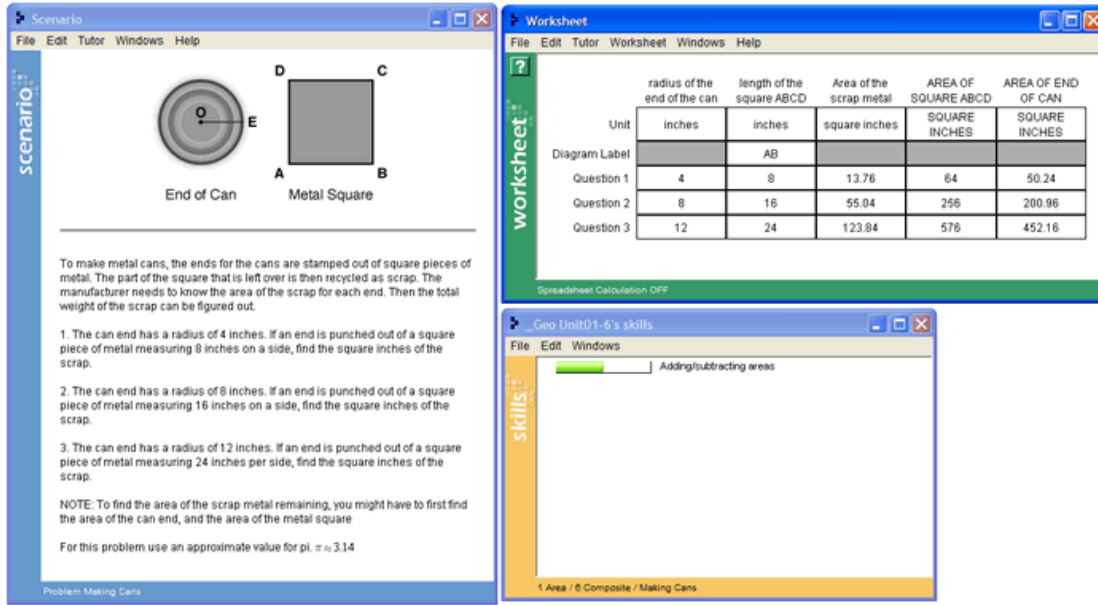 Scenario
File Edit Tutor Windows Help
scenario
D C
O E
A B
End of Can Metal Square
To make metal cans, the ends for the cans are stamped out of square pieces of
metal. The part of the square that is left over is then recycled as scrap. The
manufacturer needs to know the area of the scrap for each end. Then the total
weight of the scrap can be figured out.
1. The can end has a radius of 4 inches. If an end is punched out of a square
piece of metal measuring 8 inches on a side, find the square inches of the
scrap.
2. The can end has a radius of 8 inches. If an end is punched out of a square
piece of metal measuring 16 inches on a side, find the square inches of the
scrap.
3. The can end has a radius of 12 inches. If an end is punched out of a square
piece of metal measuring 24 inches per side, find the square inches of the
scrap.
NOTE: To find the area of the scrap metal remaining, you might have to first find
the area of the can end, and the area of the metal square
For this problem use an approximate value for pi. π ≈ 3.14
Problem Making Cans
Worksheet
File Edit Tutor Worksheet Windows Help
?
worksheet
radius of the length of the Area of the AREA OF AREA OF END
end of the can square ABCD scrap metal SQUARE ABCD OF CAN
Unit inches inches square inches SQUARE SQUARE
INCHES INCHES
Diagram Label AB
Question 1 4 8 13.76 64 50.24
Question 2 8 16 55.04 256 200.96
Question 3 12 24 123.84 576 452.16
Spreadsheet Calculation OFF
_Geo Unit01-6's skills
File Edit Windows
skills
Adding/subtracting areas
1 Area / 6 Composite / Making Cans